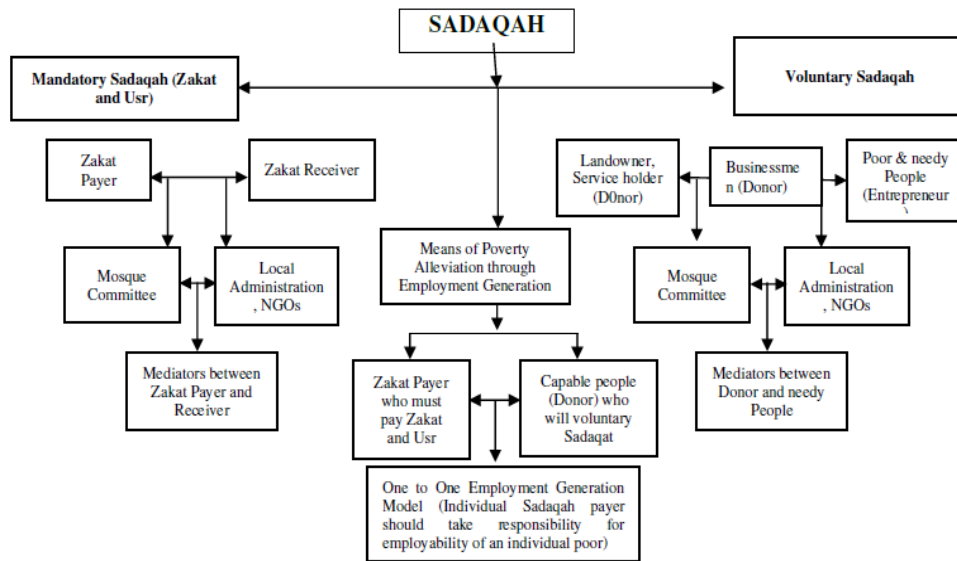 SADAQAH
Mandatory Sadaqah (Zakat
and Usr)
Voluntary Sadaqah
Zakat
Payer
Zakat Receiver
Landowner,
Service holder
(D0nor)
Businessme
n (Donor)
Poor & needy
People
(Entrepreneur
)
Mosque
Committee
Local
Administration
, NGOs
Means of Poverty
Alleviation through
Employment Generation
Mosque
Committee
Local
Administration
, NGOs
Mediators between
Zakat Payer and
Receiver
Zakat Payer
who must
pay Zakat
and Usr
Capable people
(Donor) who
will voluntary
Sadaqat
Mediators between
Donor and needy
People
One to One Employment Generation
Model (Individual Sadaqah payer
should take responsibility for
employability of an individual poor)